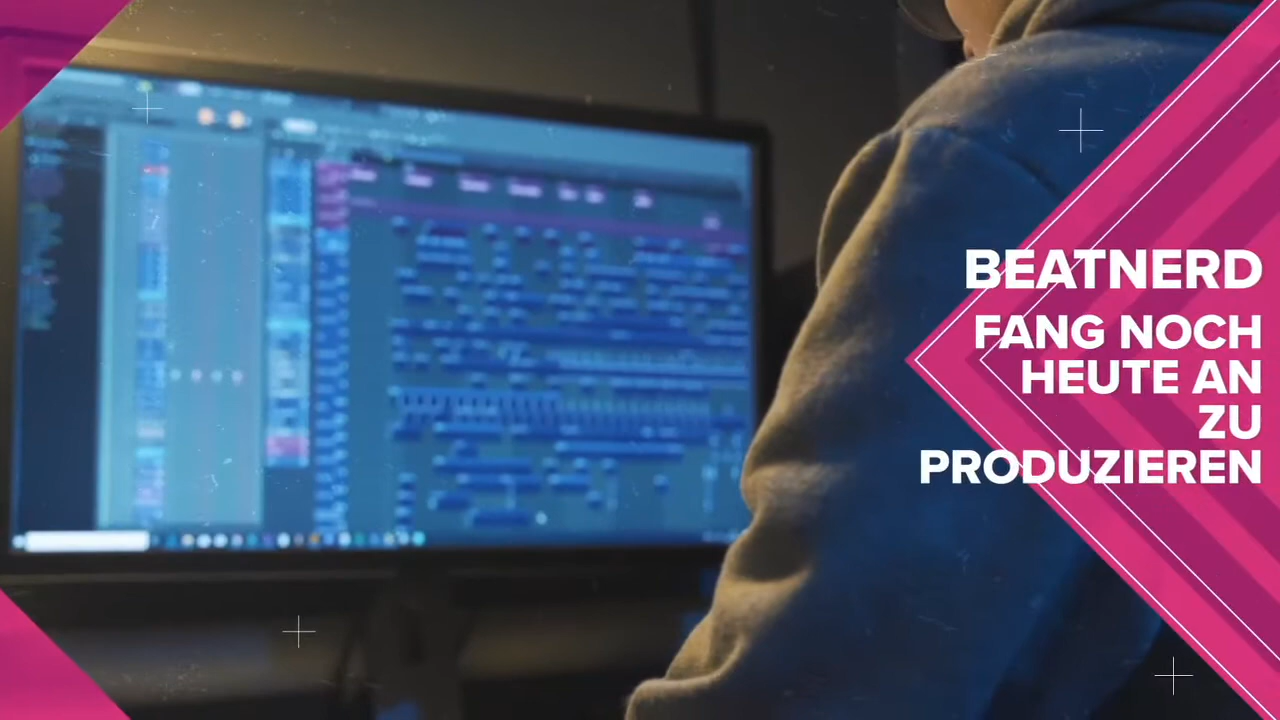 BEATNERD
FANG NOCH
HEUTE AN
ZU
PRODUZIEREN